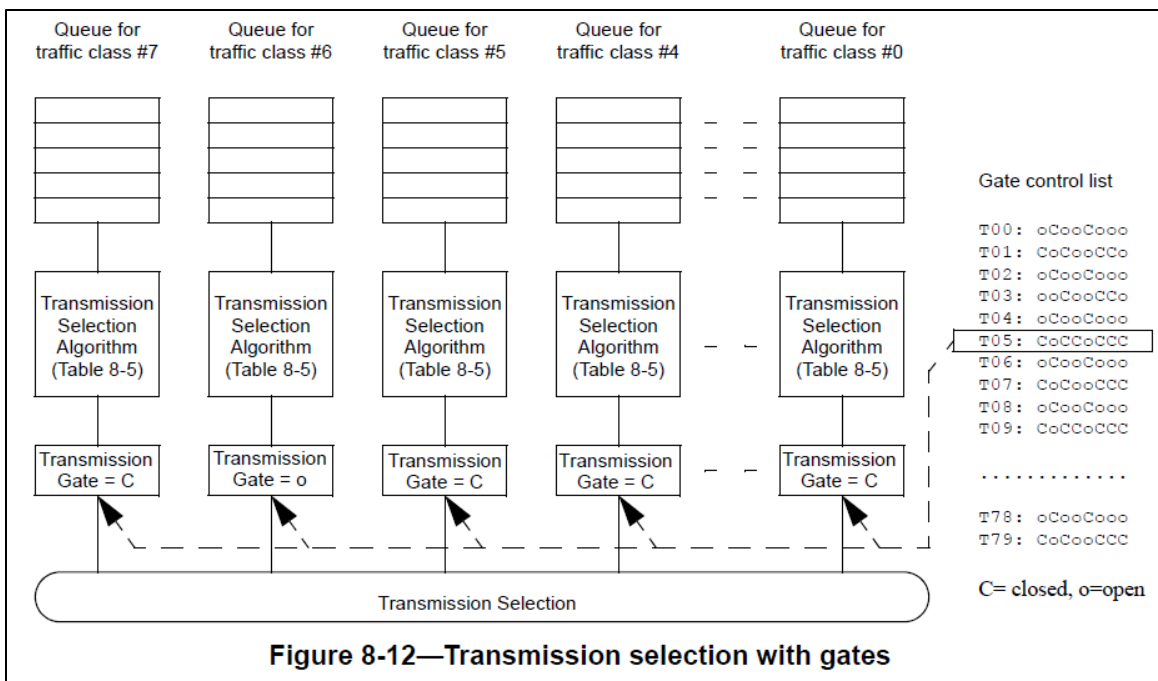 Queue for
traffic class #7
Queue for
traffic class #6
Queue for
traffic class #5
Queue for
traffic class #4
Queue for
traffic class #0
Transmission
Selection
Algorithm
(Table 8-5)
Transmission
Selection
Algorithm
(Table 8-5)
Transmission
Selection
Algorithm
(Table 8-5)
Transmission
Selection
Algorithm
(Table 8-5)
Transmission
Selection
Algorithm
(Table 8-5)
Transmission
Gate = C
Transmission
Gate = o
Transmission
Gate = C
Transmission
Gate = C
Transmission
Gate = C
Transmission Selection
Gate control list
T00: oCooCooo
T01: CoCooCCo
T02: oCooCooo
T03: ooCooCCo
T04: oCooCooo
T05: CoCCoCCC
T06: oCooCooo
T07: CoCooCCC
T08: oCooCooo
T09: CoCCoCCC
.............
T78: oCooCooo
T79: CoCooCCC
C= closed, o=open
Figure 8-12—Transmission selection with gates